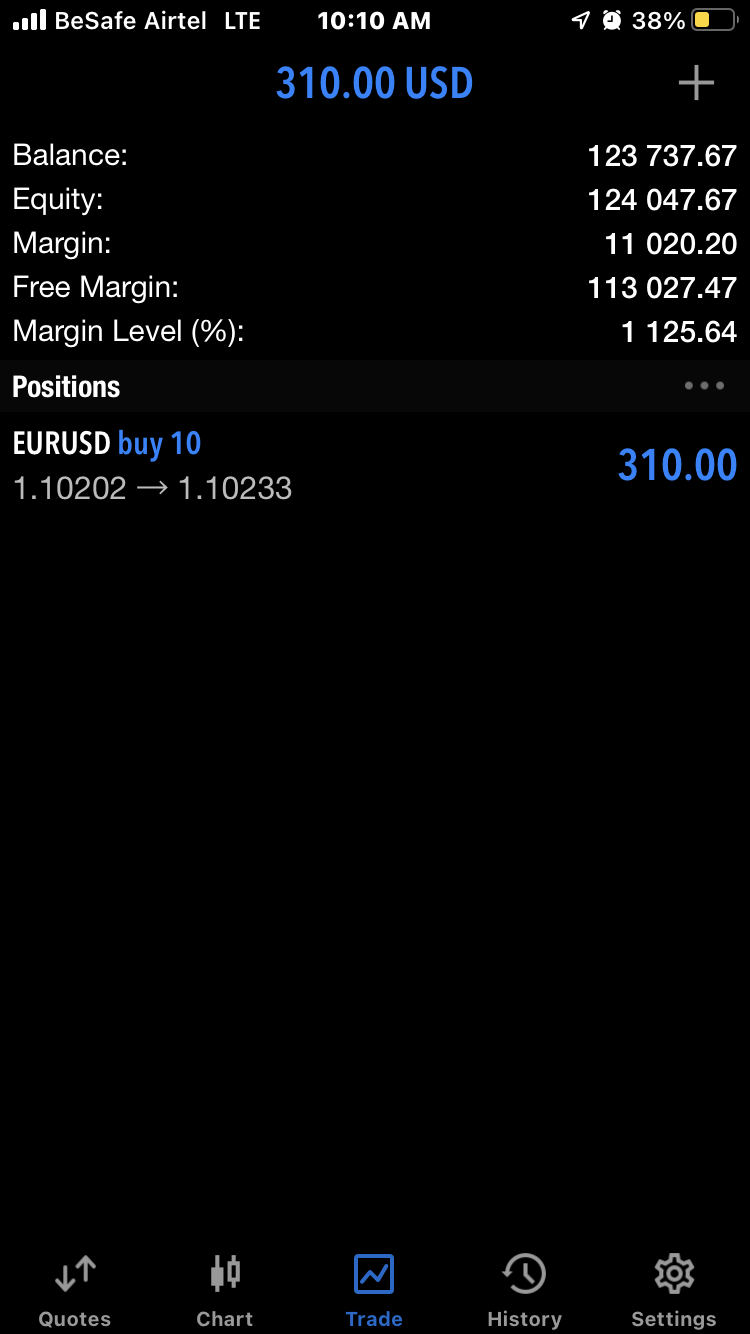 BeSafe Airtel LTE 10:10 AM 38%
310.00 USD
Balance: 123 737.67
Equity: 124 047.67
Margin: 11 020.20
Free Margin: 113 027.47
Margin Level (%): 1 125.64
Positions
EURUSD buy 10
310.00
1.10202 → 1.10233
Quotes Chart Trade History Settings